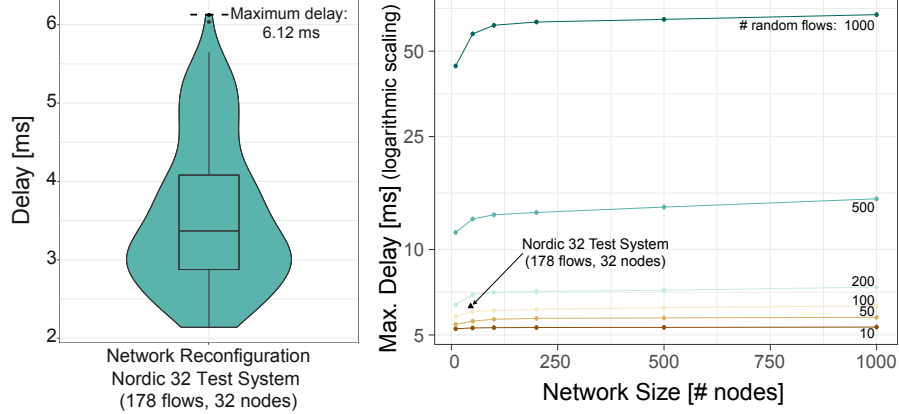 Delay [ms]
6
5
4
3
2
Maximum delay:
6.12 ms
Network Reconfiguration
Nordic 32 Test System
(178 flows, 32 nodes)
Max. Delay [ms] (logarithmic scaling)
50
25
10
5
# random flows: 1000
500
Nordic 32 Test System
(178 flows, 32 nodes)
200
100
50
10
0
250
500
750
1000
Network Size [# nodes]